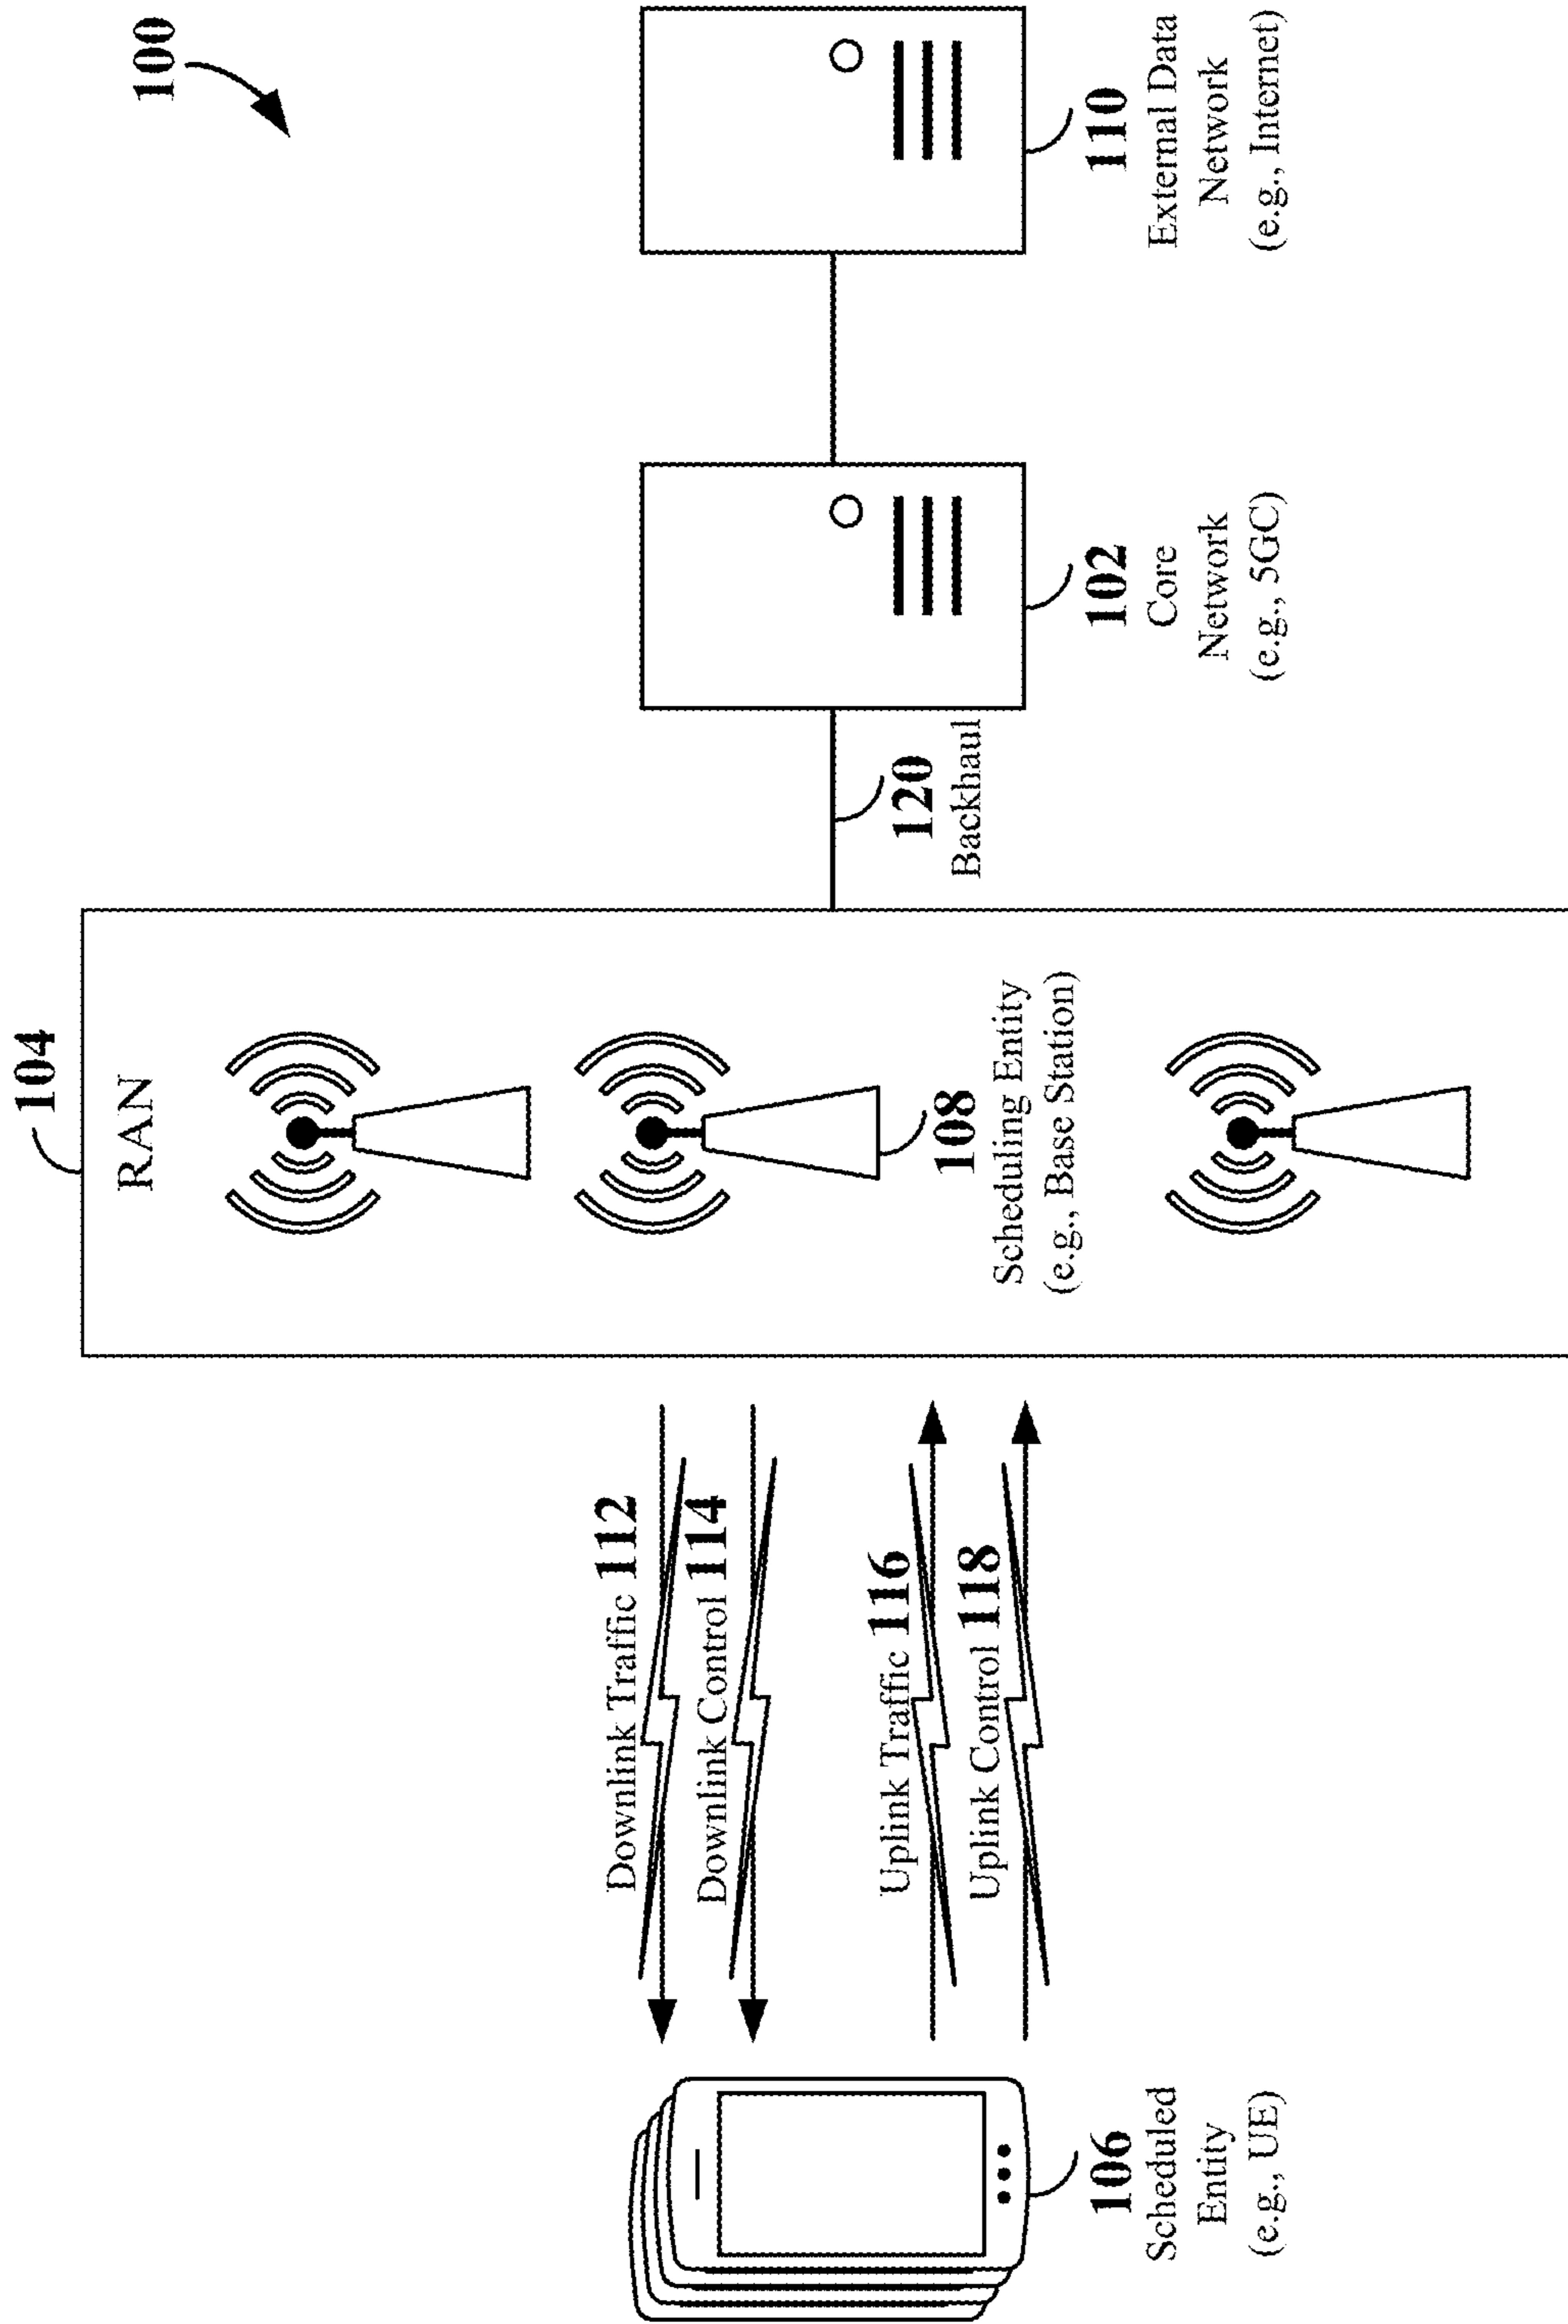 100
104
RAN
Downlink Traffic 112
Downlink Control 114
Uplink Traffic 116
Uplink Control 118
106
Scheduled
Entity
(e.g., UE)
108
Scheduling Entity
(e.g., Base Station)
120
Backhaul
102
Core
Network
(e.g., 5GC)
110
External Data
Network
(e.g., Internet)